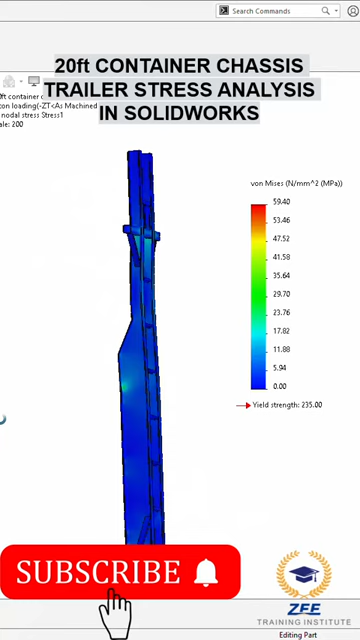 Search Commands
20ft CONTAINER CHASSIS
TRAILER STRESS ANALYSIS
IN SOLIDWORKS
ft container c
ton loading(-ZT<As Machined
nodal stress Stress1
ale: 200
von Mises (N/mm^2 (MPa))
59.40
53.46
47.52
41.58
35.64
29.70
23.76
17.82
11.88
5.94
0.00
Yield strength: 235.00
SUBSCRIBE
ZFE
TRAINING INSTITUTE
Editing Part